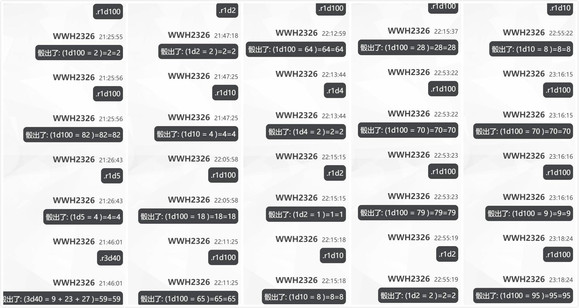 .r1d100
WWH2326 21:25:55
骰出了: (1d100 = 2 )=2=2
WWH2326 21:25:56
.r1d100
WWH2326 21:25:56
骰出了: (1d100 = 82 )=82=82
WWH2326 21:26:43
.r1d5
WWH2326 21:26:43
骰出了: (1d5 = 4 )=4=4
WWH2326 21:46:01
.r3d40
WWH2326 21:46:01
骰出了: (3d40 = 9 + 23 + 27 )=59=59
.r1d2
WWH2326 21:47:18
骰出了: (1d2 = 2 )=2=2
WWH2326 21:47:25
.r1d10
WWH2326 21:47:25
骰出了: (1d10 = 4 )=4=4
WWH2326 22:05:58
.r1d100
WWH2326 22:05:58
骰出了: (1d100 = 18 )=18=18
WWH2326 22:11:25
.r1d100
WWH2326 22:11:25
骰出了: (1d100 = 65 )=65=65
.r1d100
WWH2326 22:12:59
骰出了: (1d100 = 64 )=64=64
WWH2326 22:13:44
.r1d4
WWH2326 22:13:44
骰出了: (1d4 = 2 )=2=2
WWH2326 22:15:15
.r1d2
WWH2326 22:15:15
骰出了: (1d2 = 1 )=1=1
WWH2326 22:15:18
.r1d10
WWH2326 22:15:18
骰出了: (1d10 = 8 )=8=8
.r1d100
WWH2326 22:15:37
骰出了: (1d100 = 28 )=28=28
WWH2326 22:53:22
.r1d100
WWH2326 22:53:22
骰出了: (1d100 = 70 )=70=70
WWH2326 22:53:23
.r1d100
WWH2326 22:53:23
骰出了: (1d100 = 79 )=79=79
WWH2326 22:55:19
.r1d2
WWH2326 22:55:19
骰出了: (1d2 = 2 )=2=2
.r1d10
WWH2326 22:55:22
骰出了: (1d10 = 8 )=8=8
WWH2326 23:16:15
.r1d100
WWH2326 23:16:15
骰出了: (1d100 = 70 )=70=70
WWH2326 23:16:16
.r1d100
WWH2326 23:16:16
骰出了: (1d100 = 9 )=9=9
WWH2326 23:18:24
.r1d100
WWH2326 23:18:24
骰出了: (1d100 = 95 )=95=95